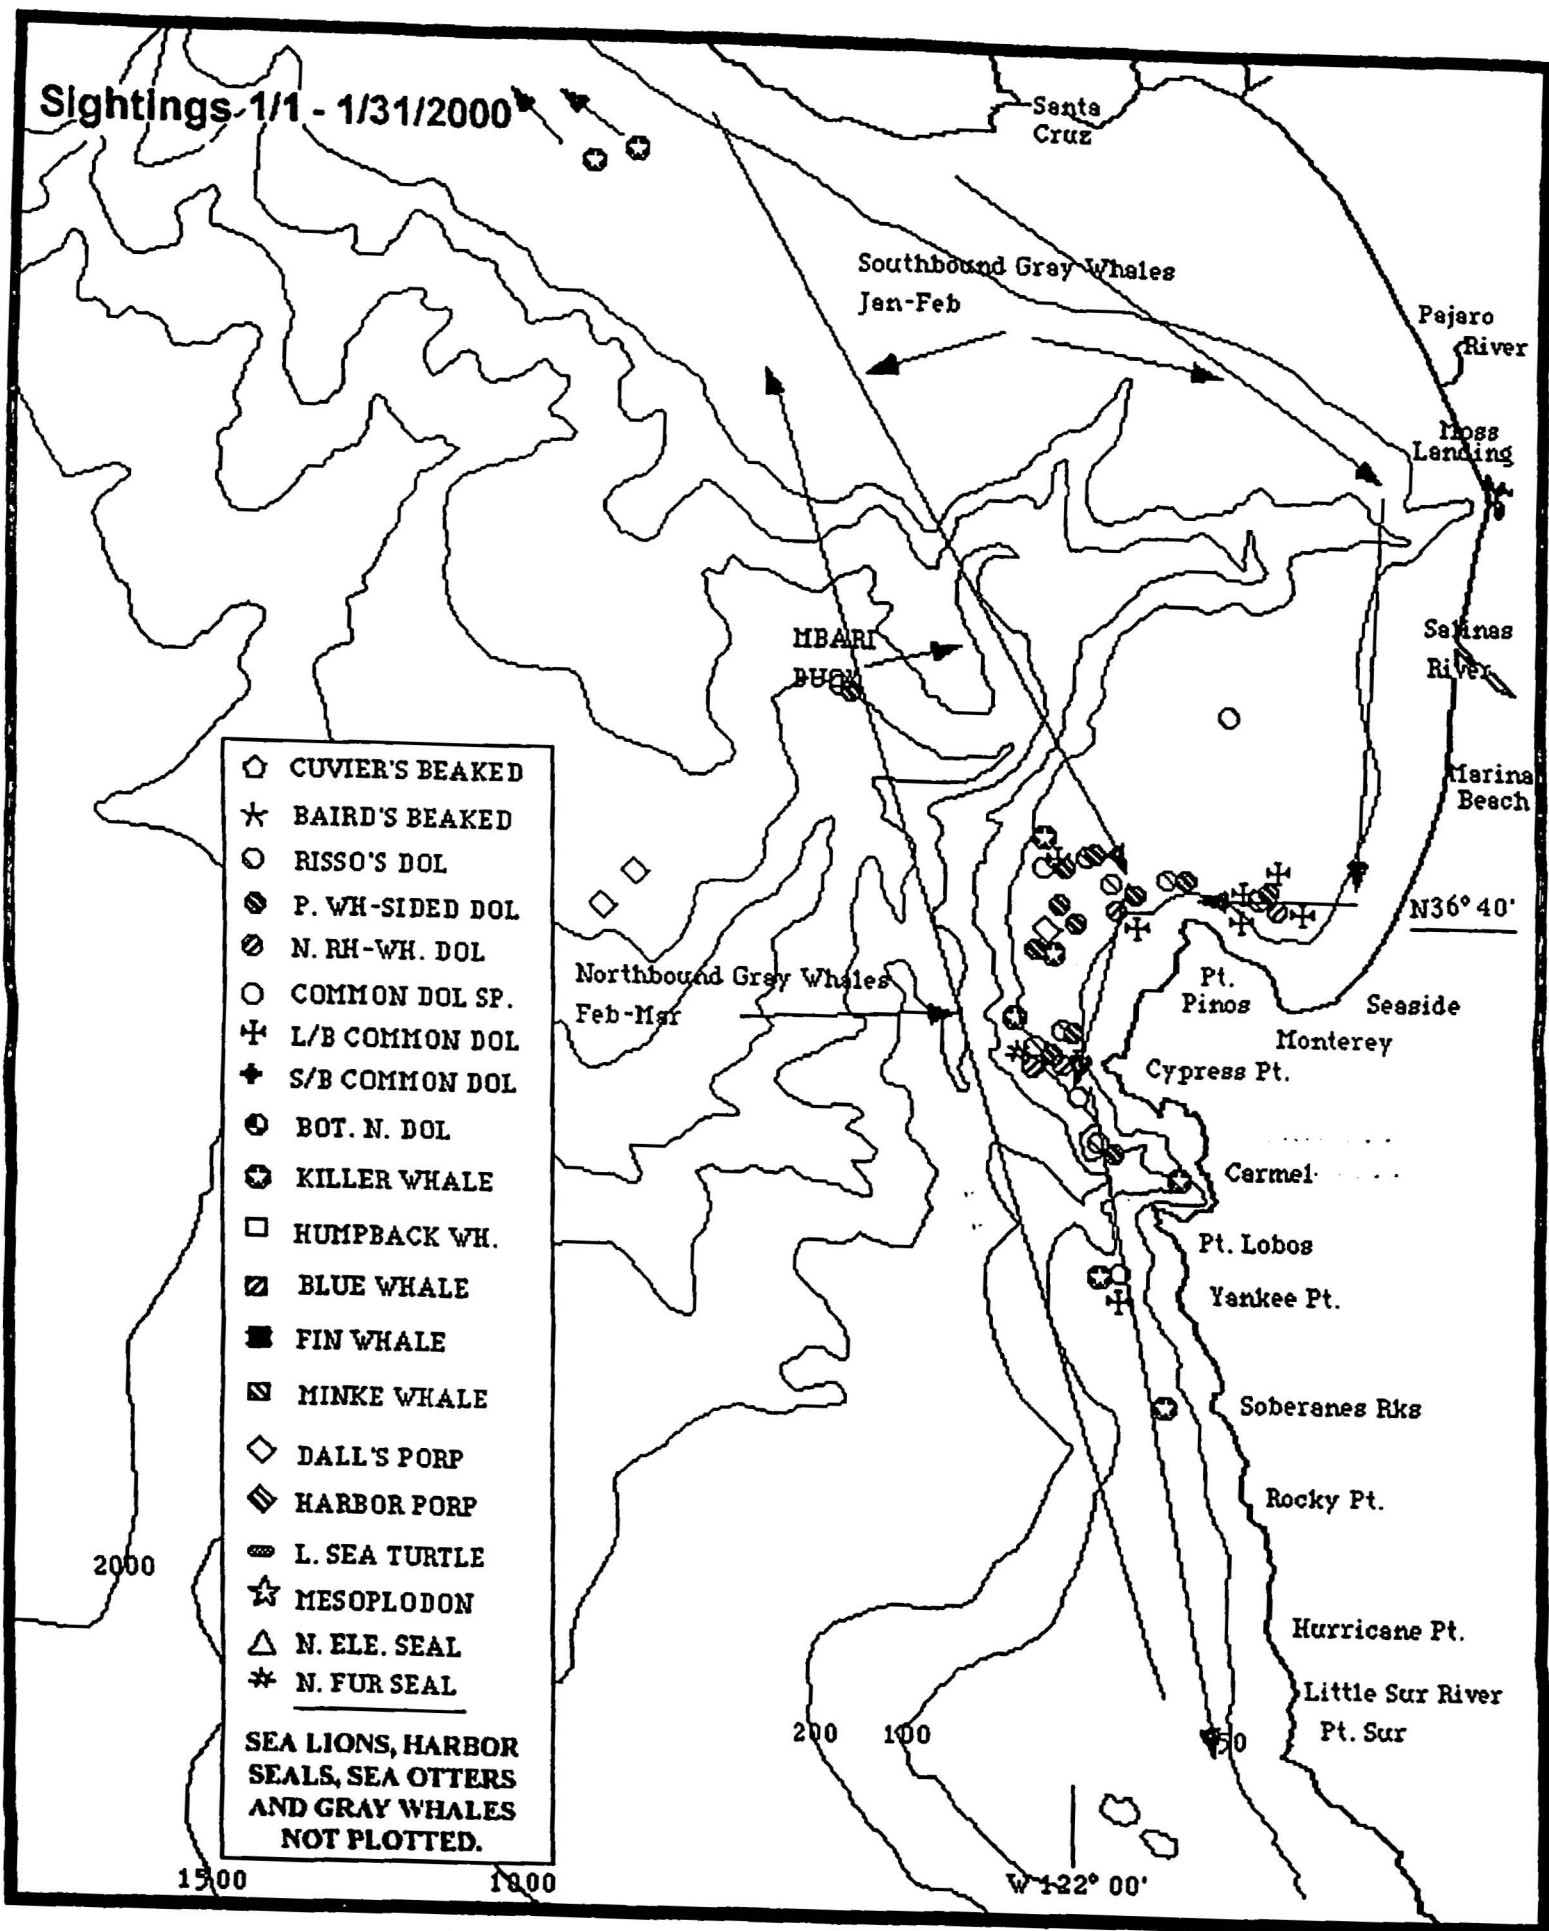 Sightings 1/1 - 1/31/2000
Santa
Cruz
Southbound Gray Whales
Jan-Feb
Pajaro
River
Moss
Landing
MBARI
BUOY
Salinas
River
Marina
Beach
N36° 40'
Northbound Gray Whales
Feb-Mar
Pt.
Pinos
Seaside
Monterey
Cypress Pt.
Carmel
Pt. Lobos
Yankee Pt.
Soberanes Rks
Rocky Pt.
Hurricane Pt.
Little Sur River
Pt. Sur
CUVIER'S BEAKED
BAIRD'S BEAKED
RISSO'S DOL
P. WH-SIDED DOL
N. RH-WH. DOL
COMMON DOL SP.
L/B COMMON DOL
S/B COMMON DOL
BOT. N. DOL
KILLER WHALE
HUMPBACK WH.
BLUE WHALE
FIN WHALE
MINKE WHALE
DALL'S PORP
HARBOR PORP
L. SEA TURTLE
MESOPLODON
N. ELE. SEAL
N. FUR SEAL
SEA LIONS, HARBOR
SEALS, SEA OTTERS
AND GRAY WHALES
NOT PLOTTED.
2000
200
100
50
1500
1000
W 122° 00'